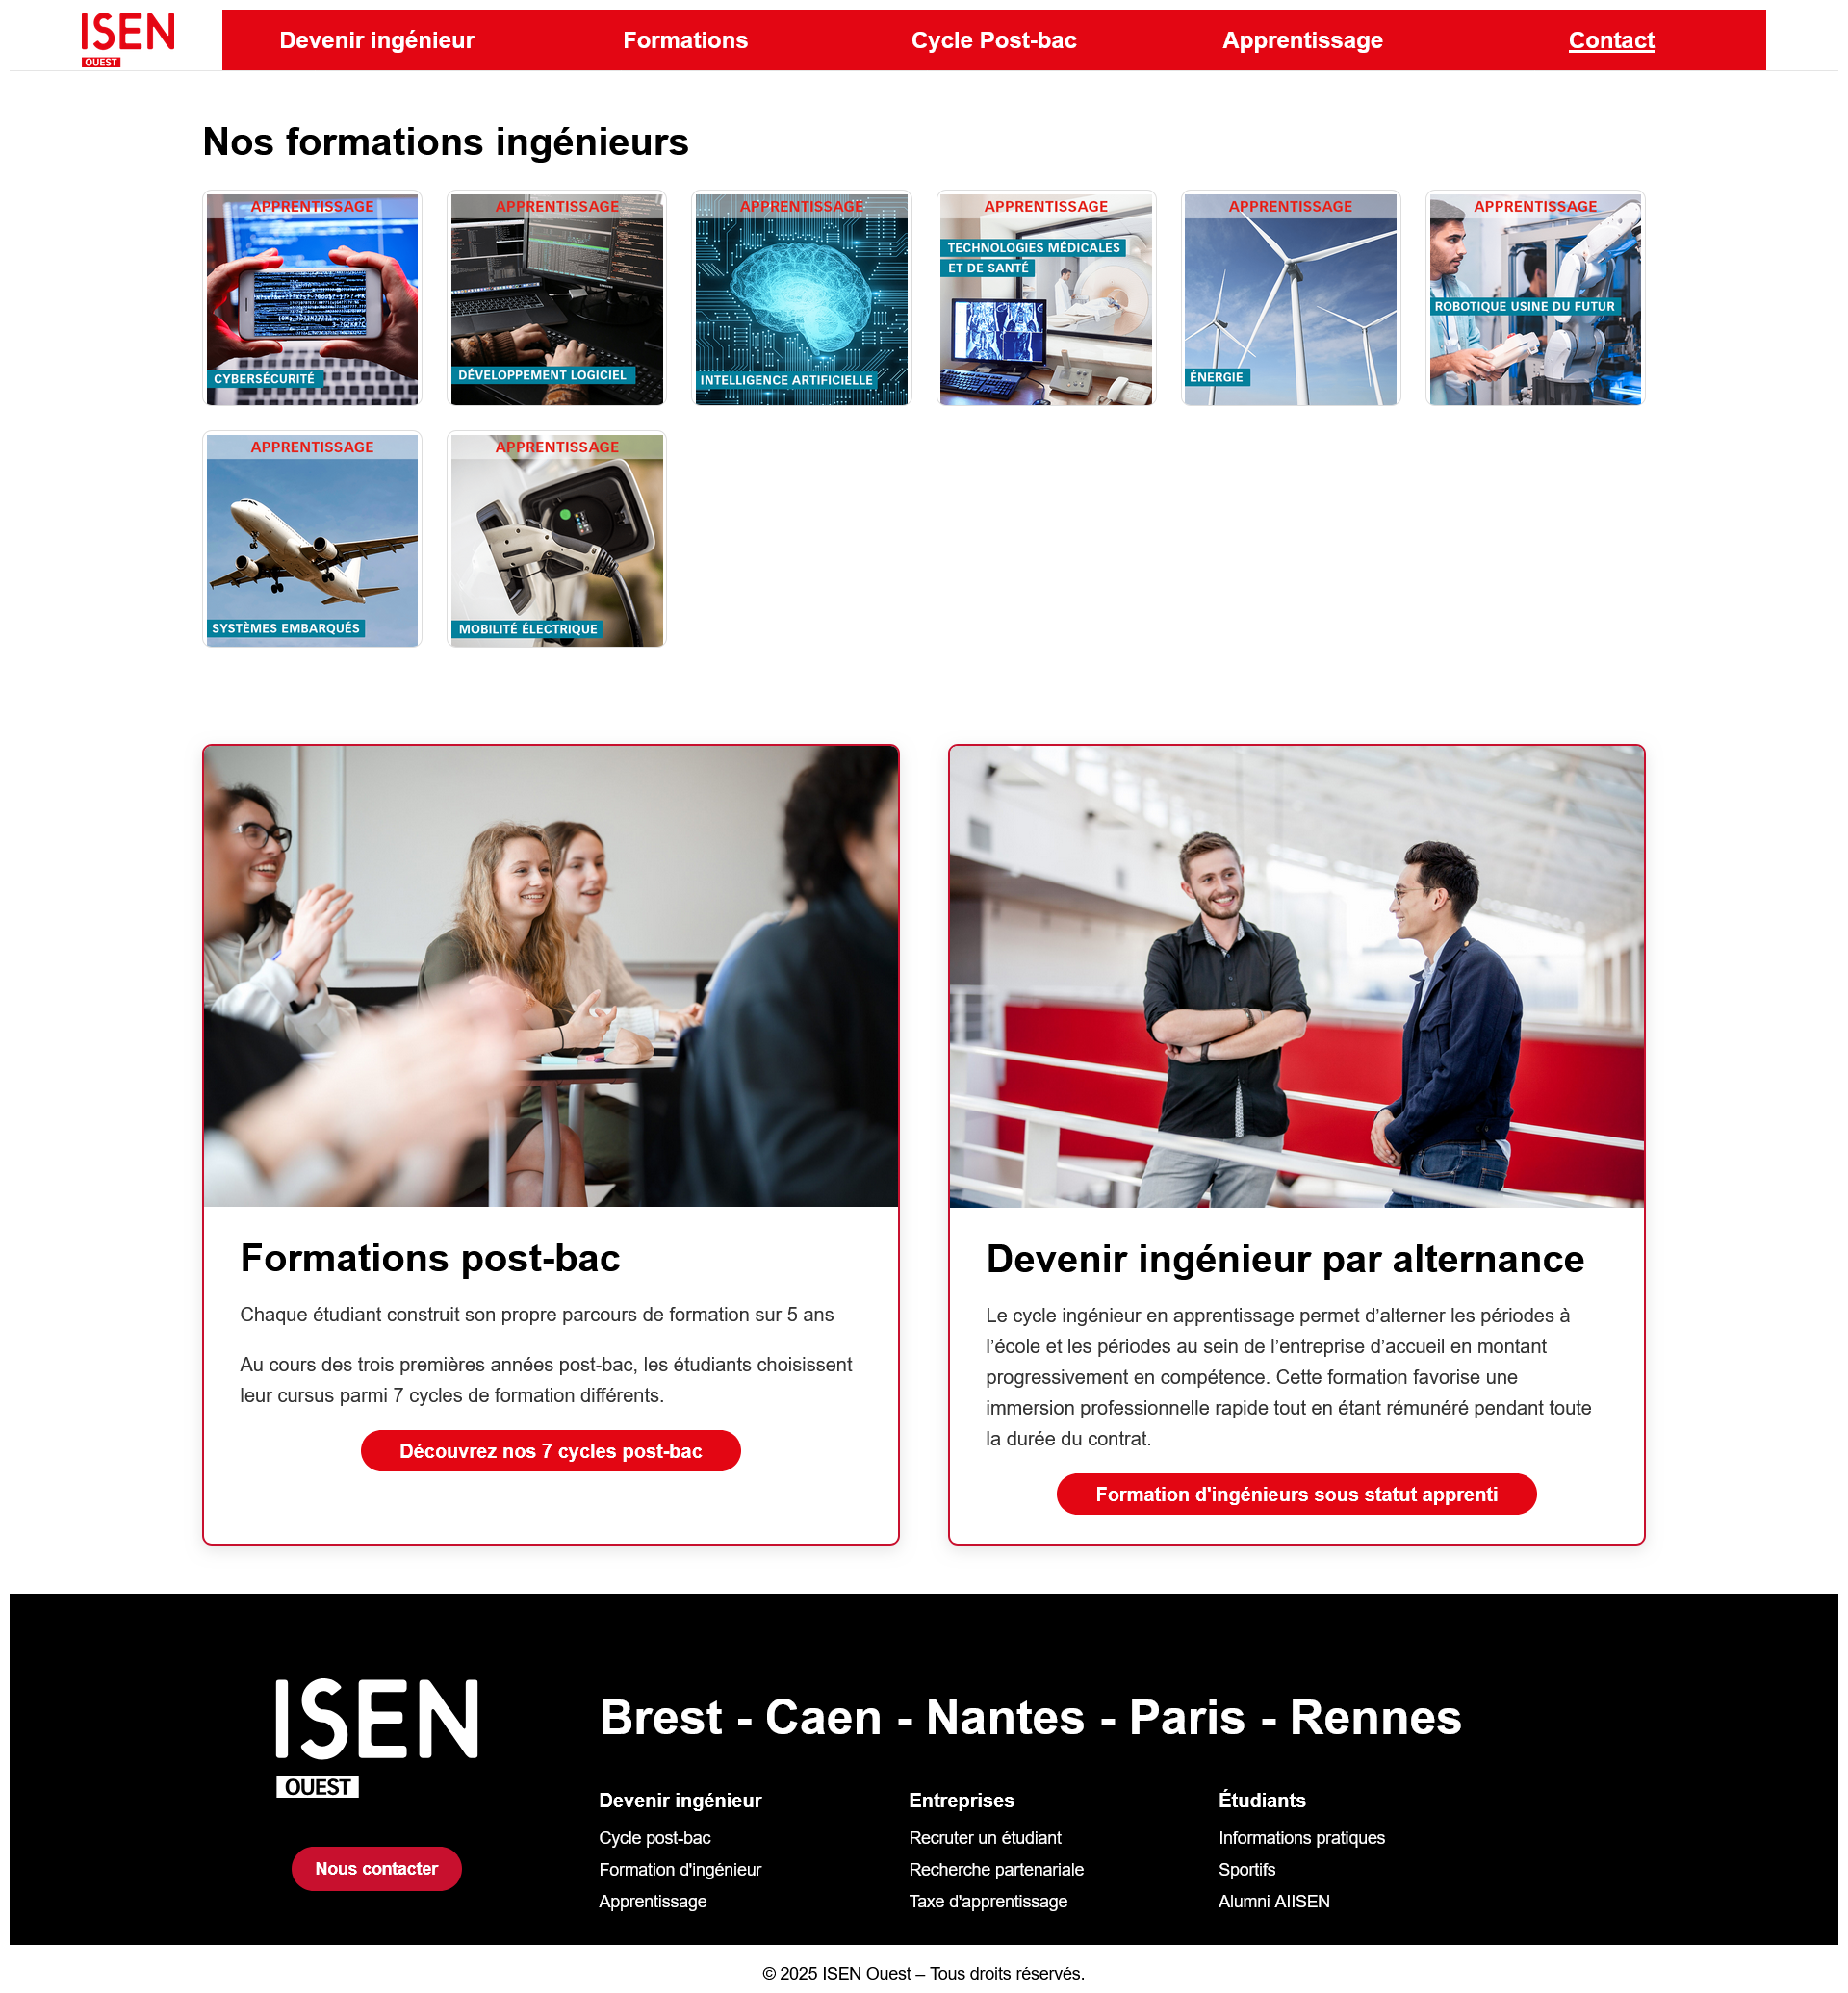 ISEN
OUEST
Devenir ingénieur
Formations
Cycle Post-bac
Apprentissage
Contact
Nos formations ingénieurs
APPRENTISSAGE
CYBERSÉCURITÉ
APPRENTISSAGE
DÉVELOPPEMENT LOGICIEL
APPRENTISSAGE
INTELLIGENCE ARTIFICIELLE
APPRENTISSAGE
TECHNOLOGIES MÉDICALES
ET DE SANTÉ
APPRENTISSAGE
ÉNERGIE
APPRENTISSAGE
ROBOTIQUE USINE DU FUTUR
APPRENTISSAGE
SYSTÈMES EMBARQUÉS
APPRENTISSAGE
MOBILITÉ ÉLECTRIQUE
Formations post-bac
Chaque étudiant construit son propre parcours de formation sur 5 ans
Au cours des trois premières années post-bac, les étudiants choisissent
leur cursus parmi 7 cycles de formation différents.
Découvrez nos 7 cycles post-bac
Devenir ingénieur par alternance
Le cycle ingénieur en apprentissage permet d’alterner les périodes à
l’école et les périodes au sein de l’entreprise d’accueil en montant
progressivement en compétence. Cette formation favorise une
immersion professionnelle rapide tout en étant rémunéré pendant toute
la durée du contrat.
Formation d'ingénieurs sous statut apprenti
ISEN
OUEST
Nous contacter
Brest - Caen - Nantes - Paris - Rennes
Devenir ingénieur
Cycle post-bac
Formation d'ingénieur
Apprentissage
Entreprises
Recruter un étudiant
Recherche partenariale
Taxe d'apprentissage
Étudiants
Informations pratiques
Sportifs
Alumni AIISEN
© 2025 ISEN Ouest – Tous droits réservés.